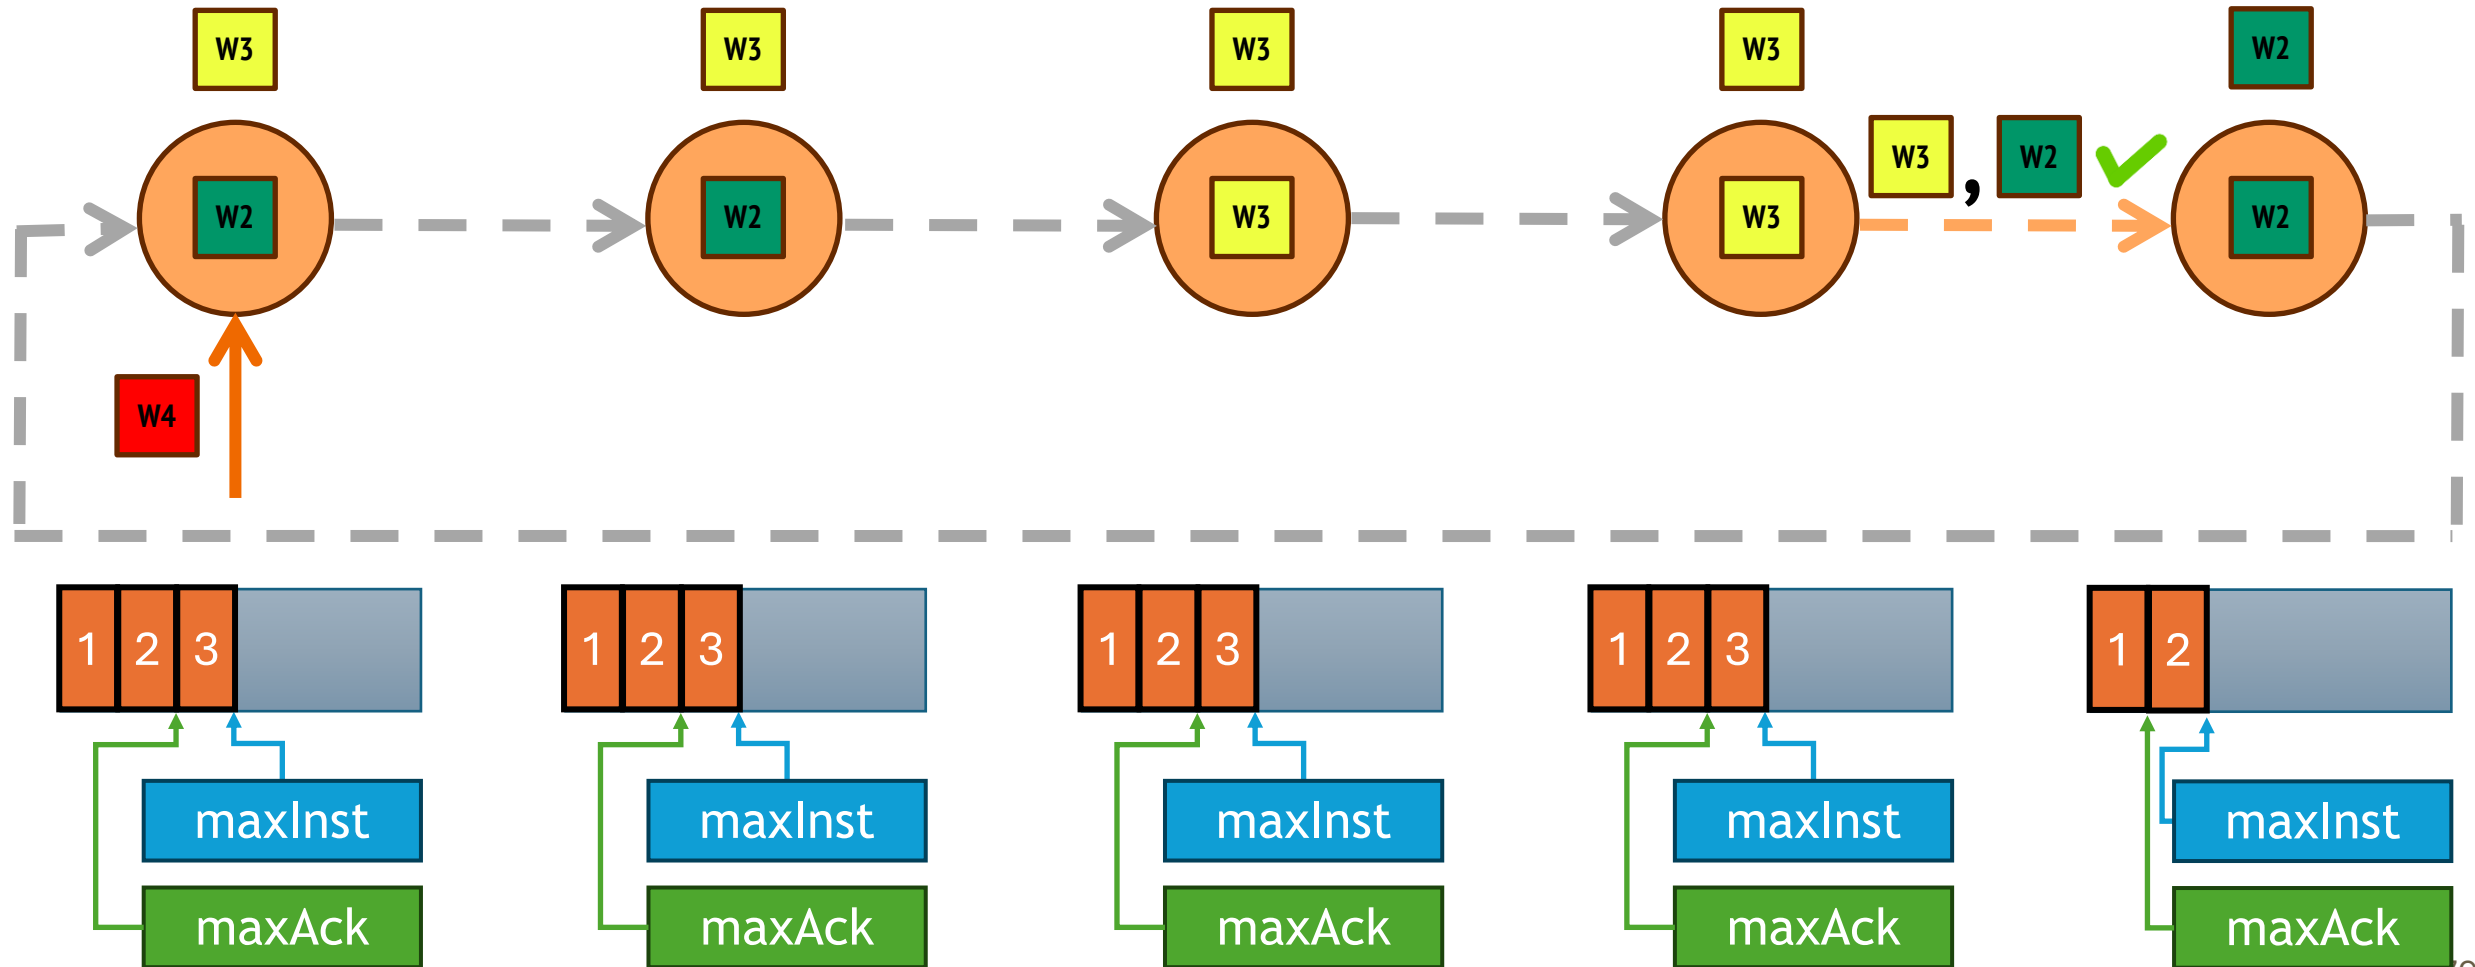 W3 W3 W3 W3 W2
W3 , W2
W2 W2 W3 W3 W2
W4
1 2 3 1 2 3 1 2 3 1 2 3 1 2
maxInst maxInst maxInst maxInst maxInst
maxAck maxAck maxAck maxAck maxAck